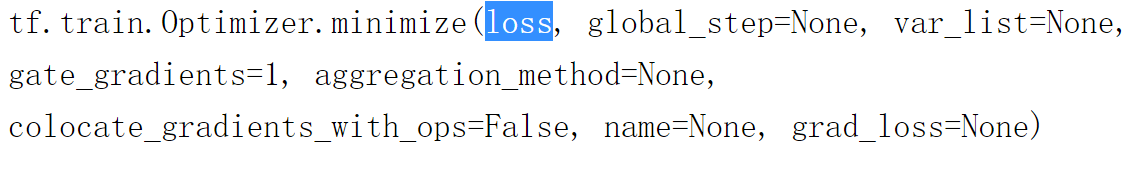 tf.train.Optimizer.minimize(loss, global_step=None, var_list=None,
gate_gradients=1, aggregation_method=None,
colocate_gradients_with_ops=False, name=None, grad_loss=None)